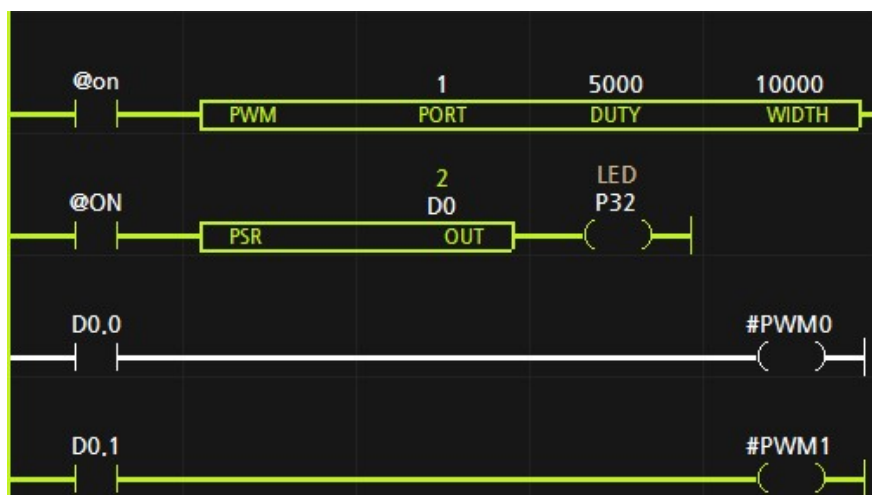 @on 1 5000 10000
PWM PORT DUTY WIDTH
2 LED
@ON D0 P32
PSR OUT
D0.0 #PWM0
D0.1 #PWM1